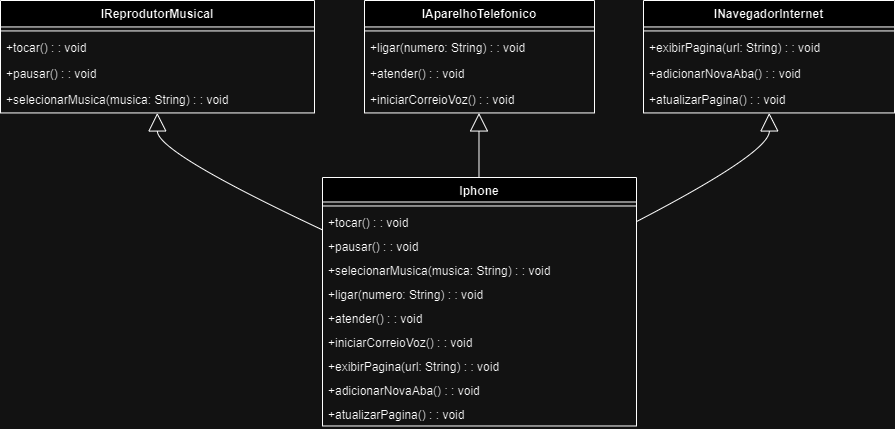 IReprodutorMusical
+tocar() : : void
+pausar() : : void
+selecionarMusica(musica: String) : : void
IAparelhoTelefonico
+ligar(numero: String) : : void
+atender() : : void
+iniciarCorreioVoz() : : void
INavegadorInternet
+exibirPagina(url: String) : : void
+adicionarNovaAba() : : void
+atualizarPagina() : : void
Iphone
+tocar() : : void
+pausar() : : void
+selecionarMusica(musica: String) : : void
+ligar(numero: String) : : void
+atender() : : void
+iniciarCorreioVoz() : : void
+exibirPagina(url: String) : : void
+adicionarNovaAba() : : void
+atualizarPagina() : : void